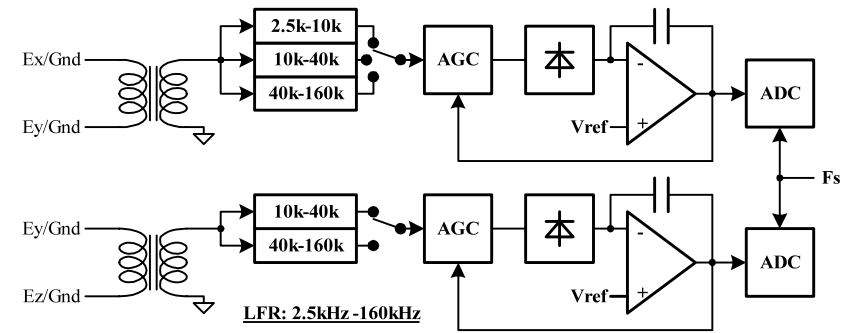 2.5k-10k
Ex/Gnd
10k-40k
AGC
40k-160k
ADC
Ey/Gnd
Vref
-
+
Fs
Ey/Gnd
10k-40k
AGC
40k-160k
ADC
Ez/Gnd
Vref
-
+
LFR: 2.5kHz -160kHz